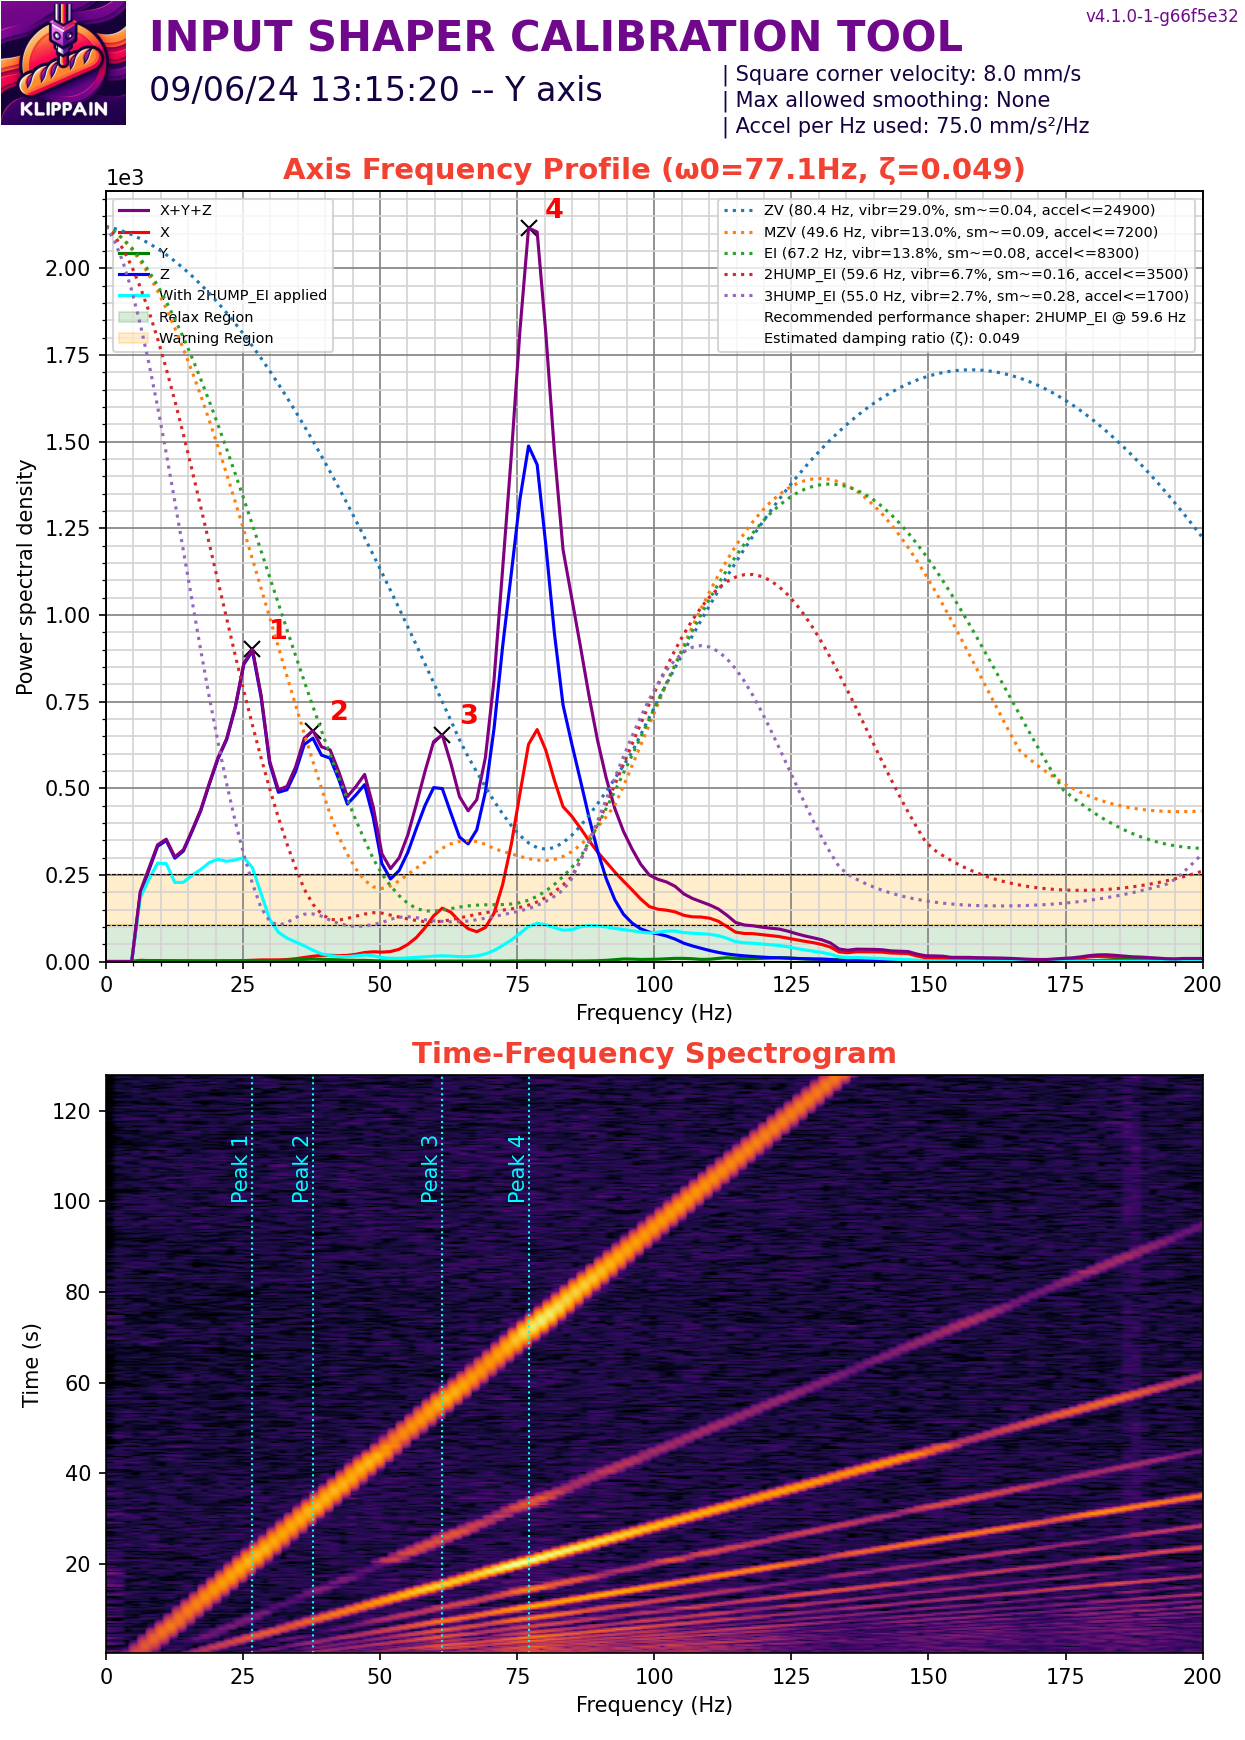 v4.1.0-1-g66f5e32
INPUT SHAPER CALIBRATION TOOL
KLIPPAIN
09/06/24 13:15:20 -- Y axis
| Square corner velocity: 8.0 mm/s
| Max allowed smoothing: None
| Accel per Hz used: 75.0 mm/s²/Hz
Axis Frequency Profile (ω0=77.1Hz, ζ=0.049)
1e3
X+Y+Z
X
Y
Z
With 2HUMP_EI applied
Relax Region
Warning Region
ZV (80.4 Hz, vibr=29.0%, sm~=0.04, accel<=24900)
MZV (49.6 Hz, vibr=13.0%, sm~=0.09, accel<=7200)
EI (67.2 Hz, vibr=13.8%, sm~=0.08, accel<=8300)
2HUMP_EI (59.6 Hz, vibr=6.7%, sm~=0.16, accel<=3500)
3HUMP_EI (55.0 Hz, vibr=2.7%, sm~=0.28, accel<=1700)
Recommended performance shaper: 2HUMP_EI @ 59.6 Hz
Estimated damping ratio (ζ): 0.049
4
1
2
3
Power spectral density
2.00
1.75
1.50
1.25
1.00
0.75
0.50
0.25
0.00
0 25 50 75 100 125 150 175 200
Frequency (Hz)
Time-Frequency Spectrogram
Peak 1
Peak 2
Peak 3
Peak 4
Time (s)
120
100
80
60
40
20
0 25 50 75 100 125 150 175 200
Frequency (Hz)